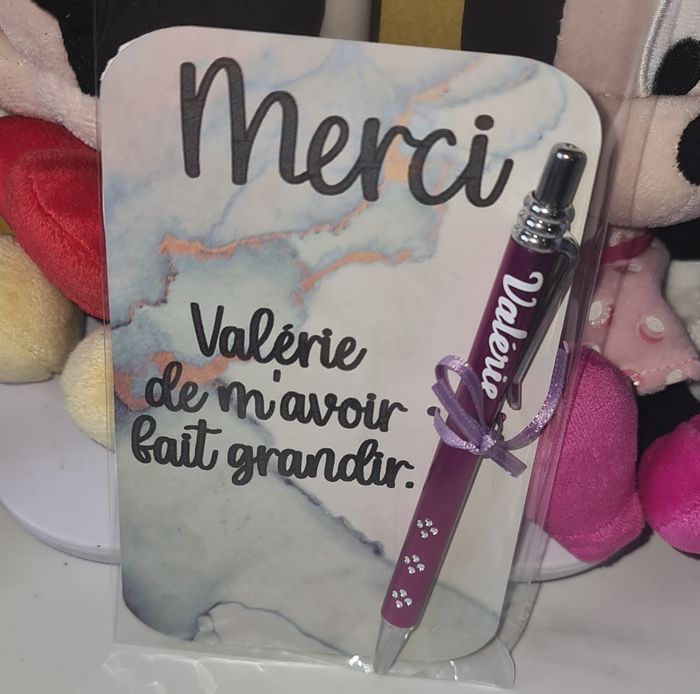 Merci
Valérie
de m'avoir
fait grandir.
Valérie